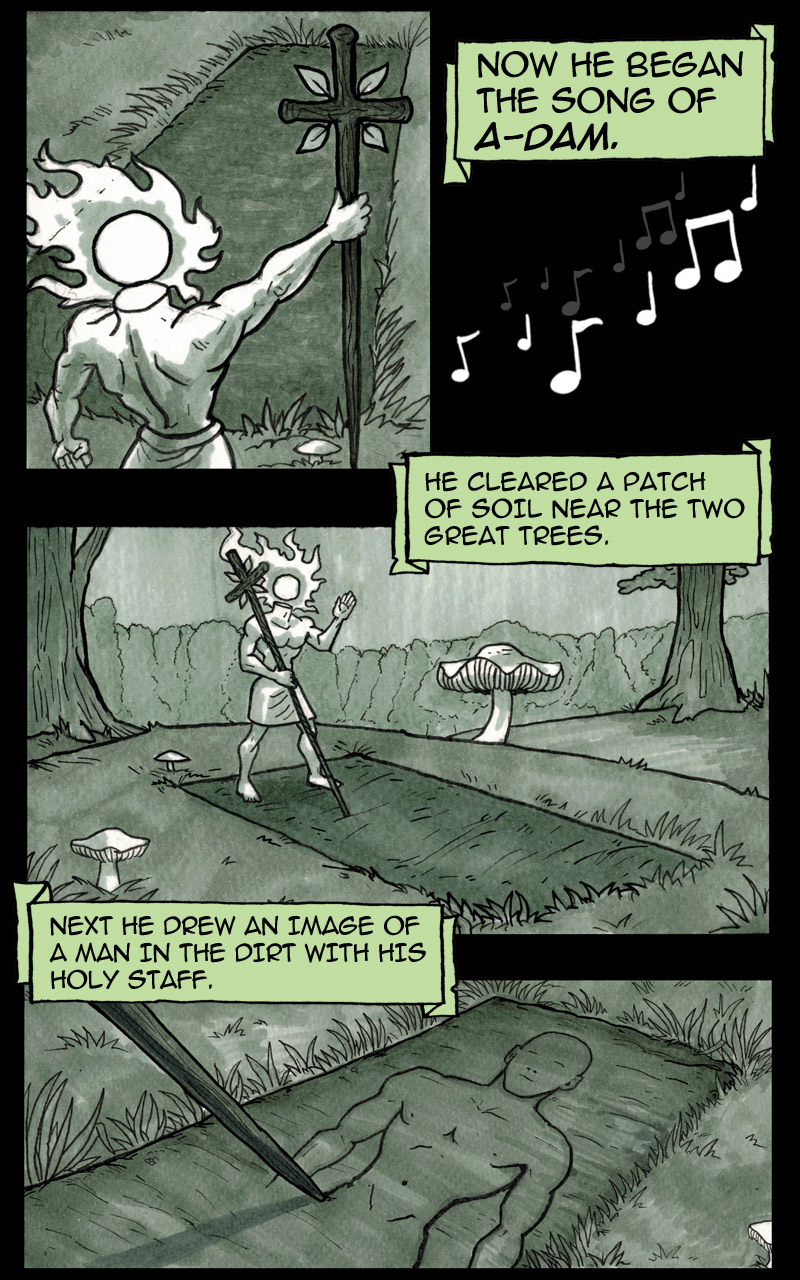 NOW HE BEGAN
THE SONG OF
A-DAM.
HE CLEARED A PATCH
OF SOIL NEAR THE TWO
GREAT TREES.
NEXT HE DREW AN IMAGE OF
A MAN IN THE DIRT WITH HIS
HOLY STAFF.